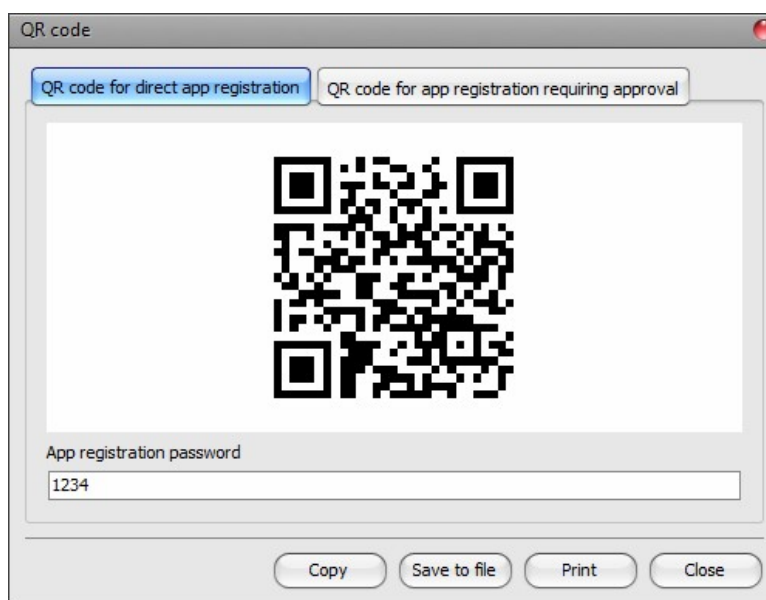 QR code
QR code for direct app registration
QR code for app registration requiring approval
App registration password
1234
Copy
Save to file
Print
Close